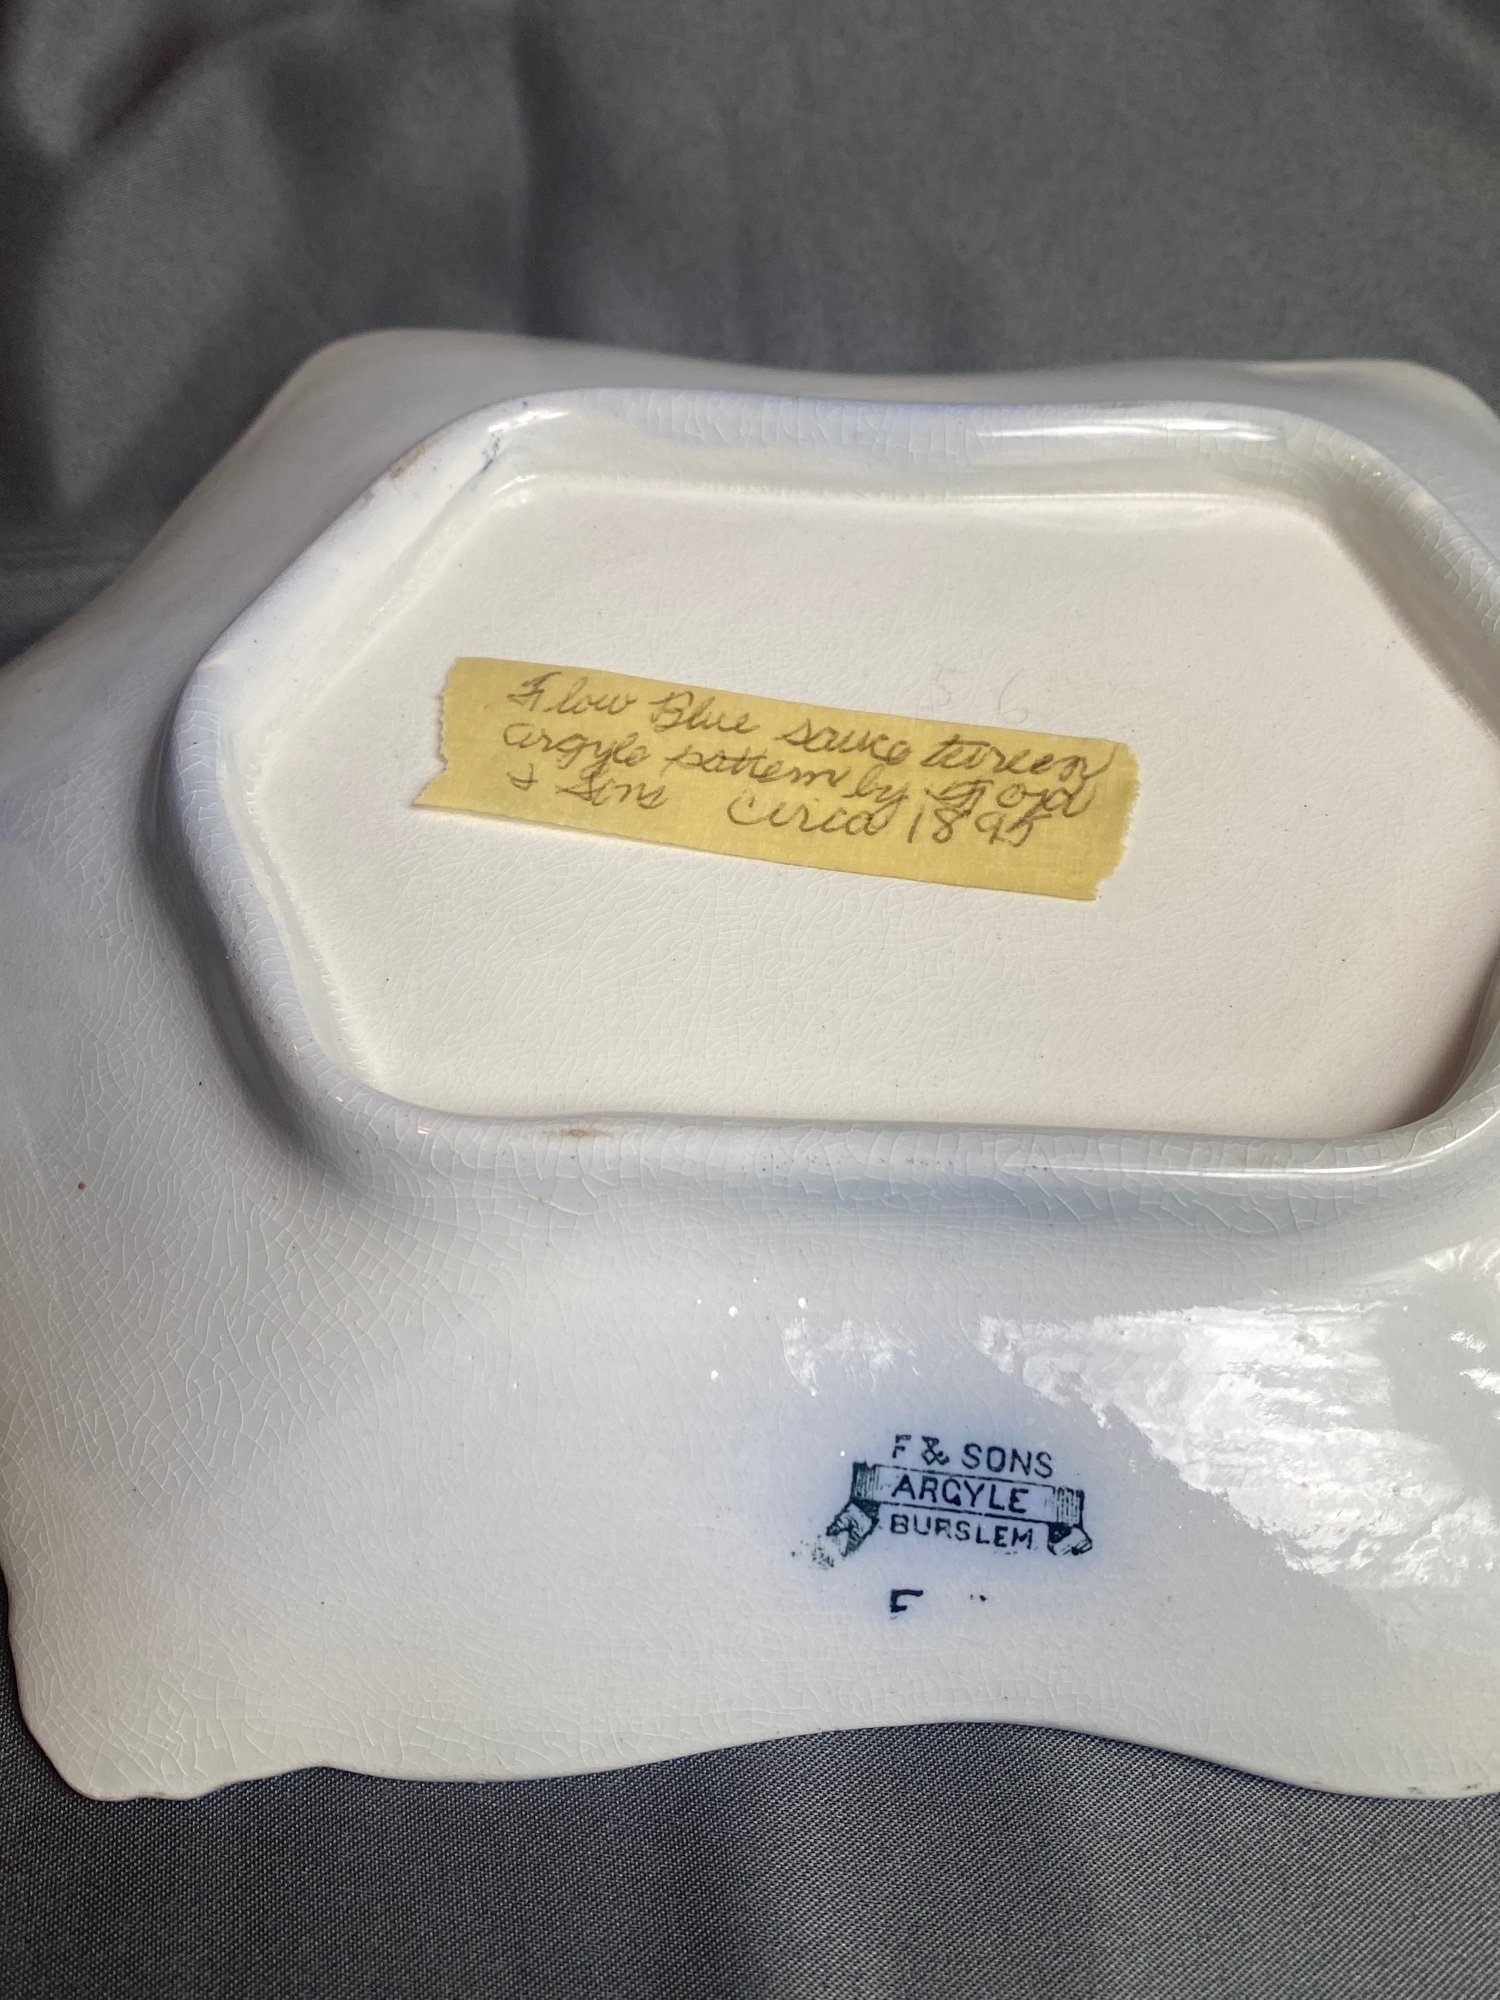 Flow Blue sauce tureen
argyle pattern by Ford
& Sons Circa 1895
F & SONS
ARGYLE
BURSLEM